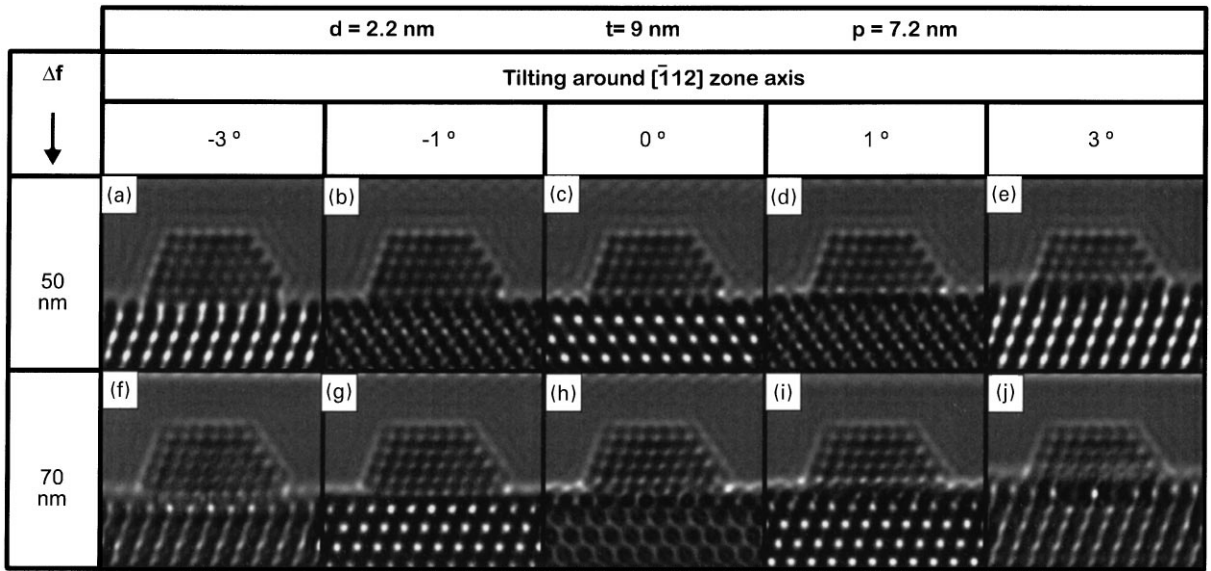 d = 2.2 nm t= 9 nm p = 7.2 nm
Δf
Tilting around [1̄12] zone axis
-3 º -1 º 0 º 1 º 3 º
(a) (b) (c) (d) (e)
50
nm
(f) (g) (h) (i) (j)
70
nm